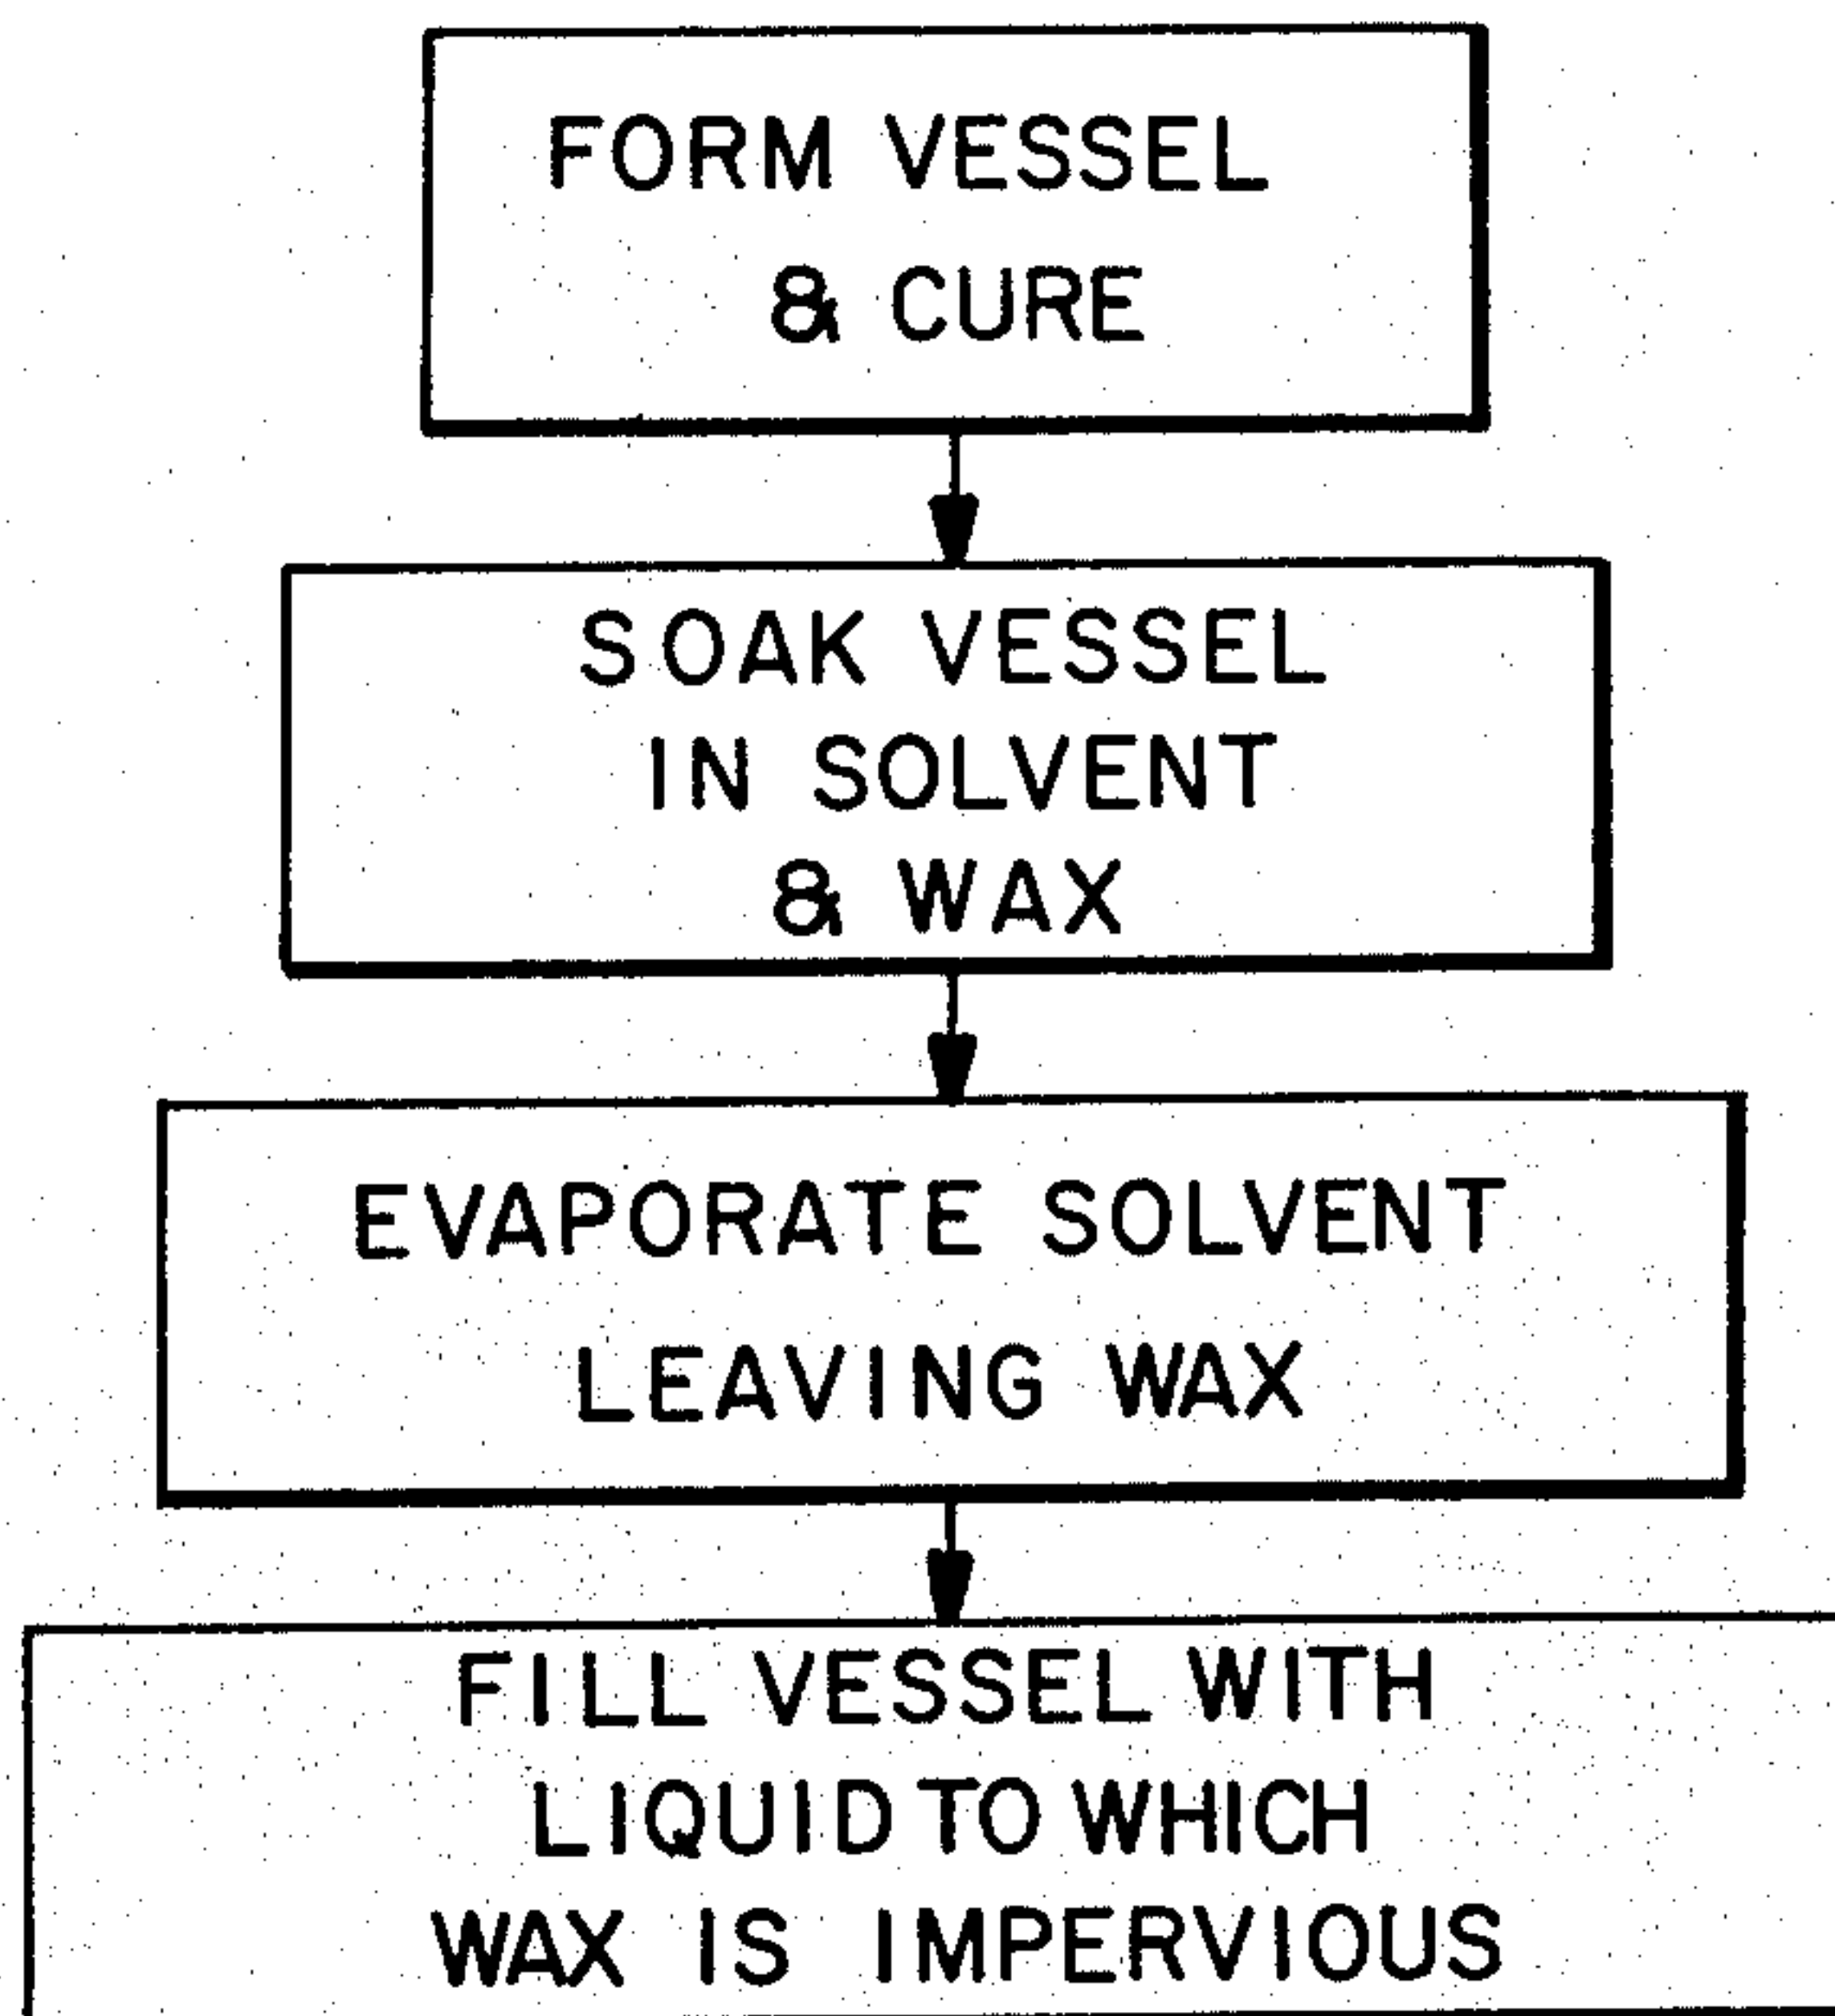 FORM VESSEL
& CURE
SOAK VESSEL
IN SOLVENT
& WAX
EVAPORATE SOLVENT
LEAVING WAX
FILL VESSEL WITH
LIQUID TO WHICH
WAX IS IMPERVIOUS